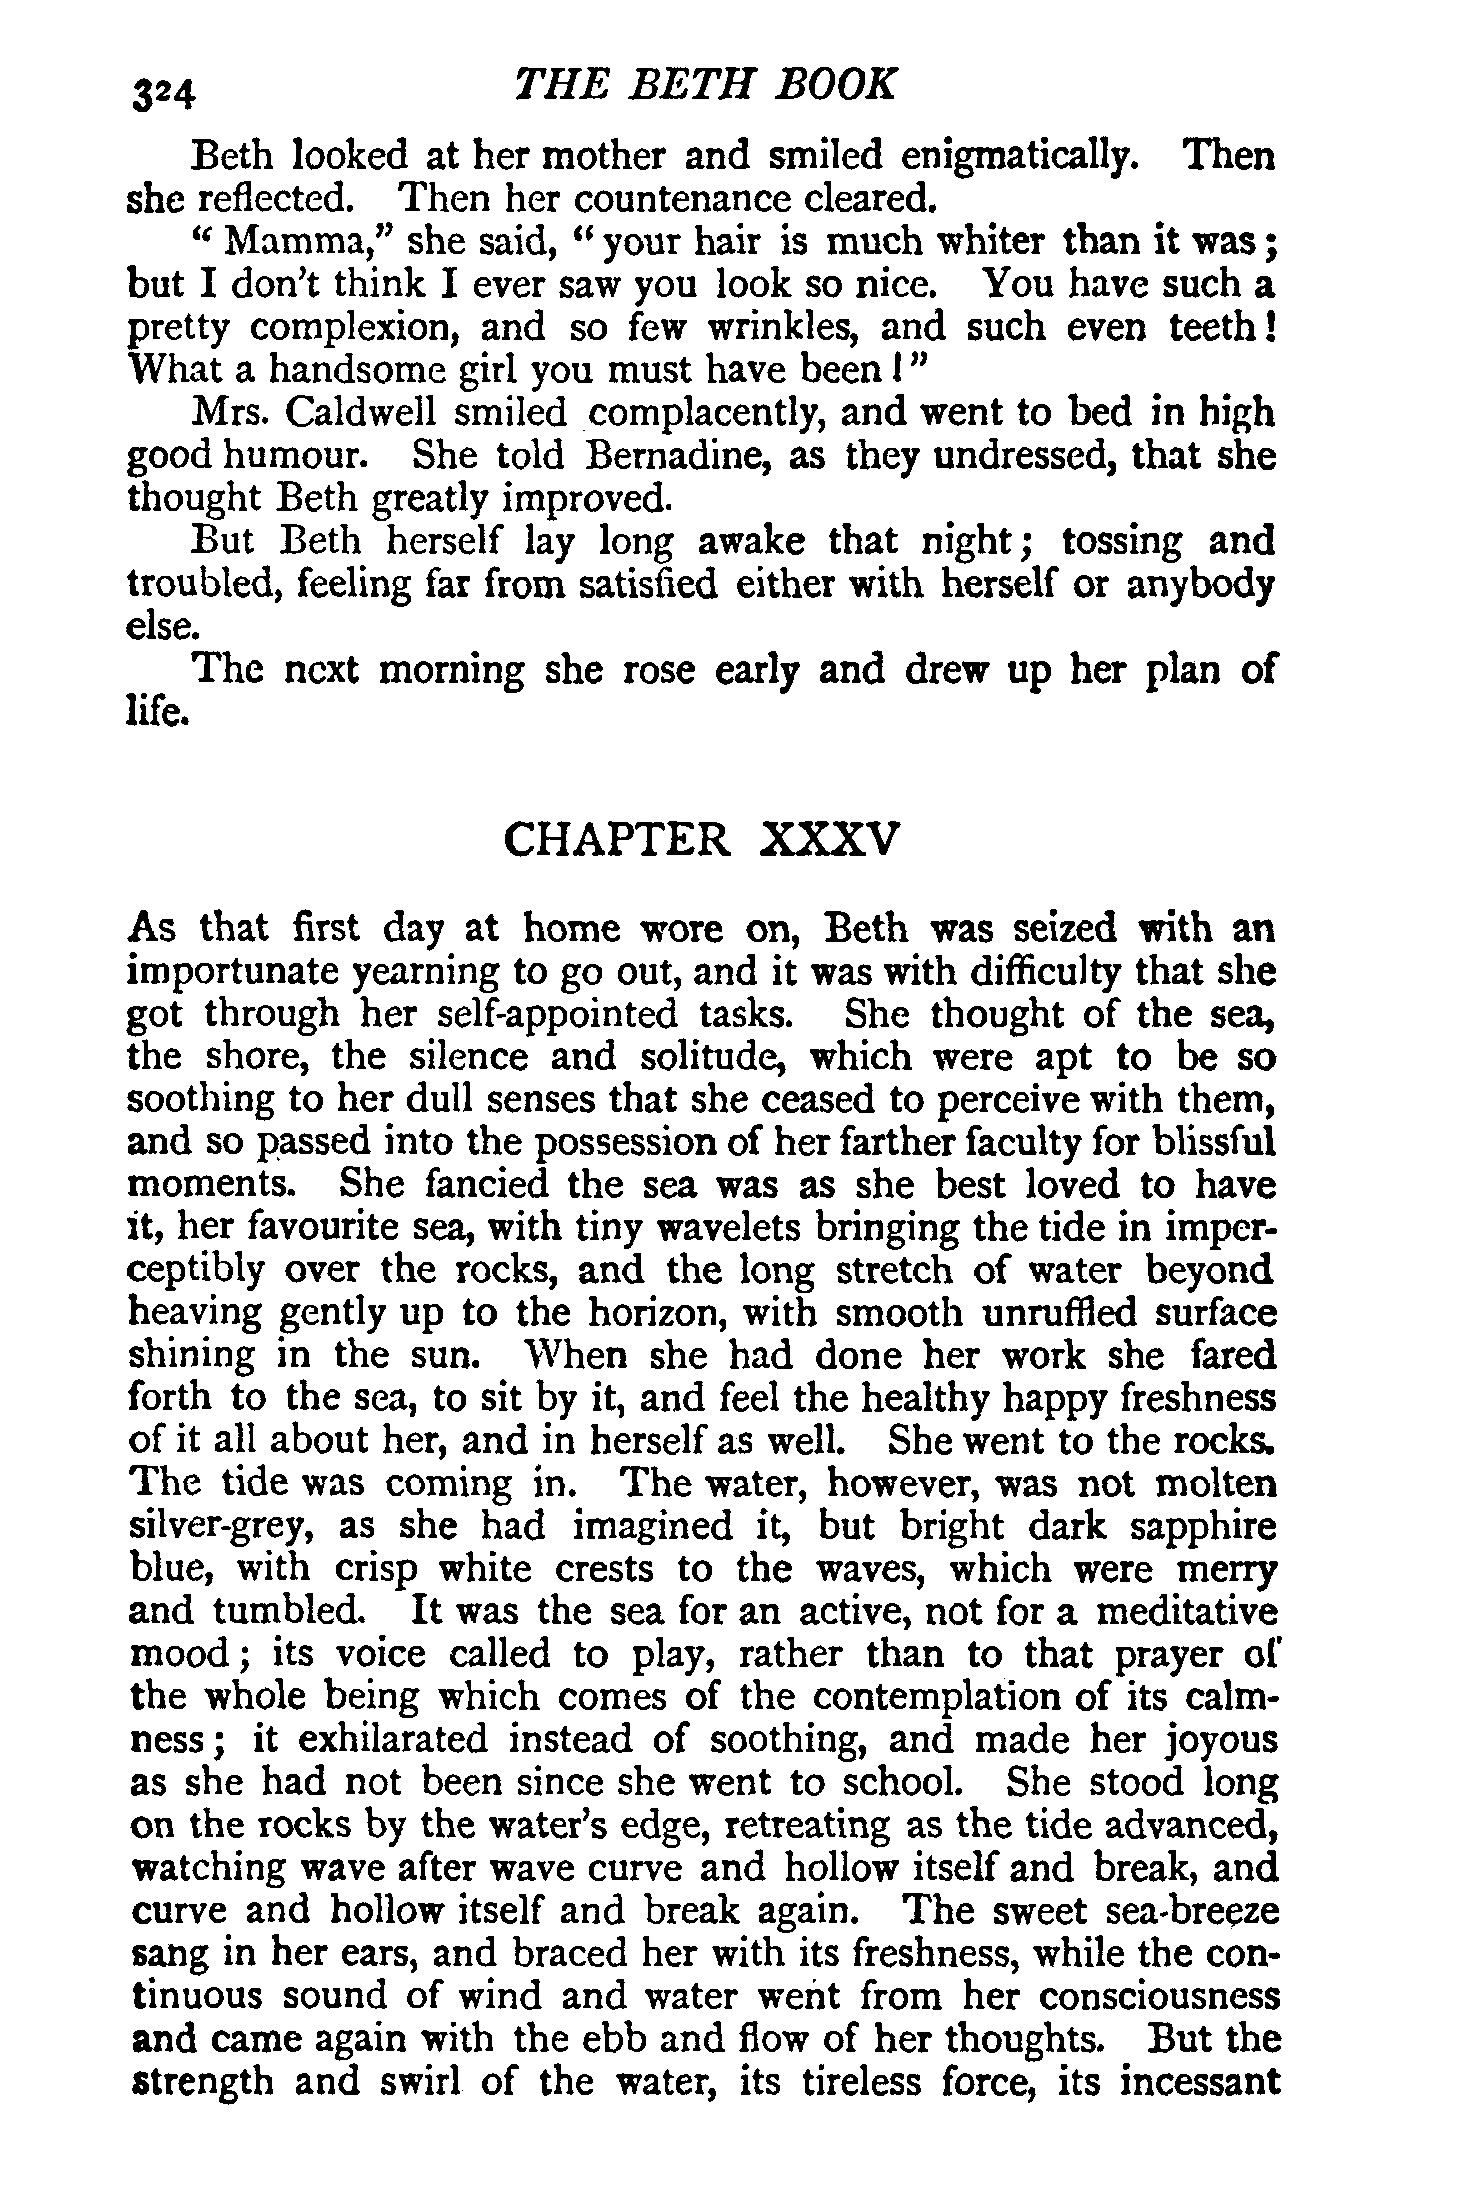 324 THE BETH BOOK
Beth looked at her mother and smiled enigmatically. Then
she reflected. Then her countenance cleared.
“Mamma,” she said, “your hair is much whiter than it was;
but I don’t think I ever saw you look so nice. You have such a
pretty complexion, and so few wrinkles, and such even teeth!
What a handsome girl you must have been!”
Mrs. Caldwell smiled complacently, and went to bed in high
good humour. She told Bernadine, as they undressed, that she
thought Beth greatly improved.
But Beth herself lay long awake that night; tossing and
troubled, feeling far from satisfied either with herself or anybody
else.
The next morning she rose early and drew up her plan of
life.
CHAPTER XXXV
As that first day at home wore on, Beth was seized with an
importunate yearning to go out, and it was with difficulty that she
got through her self-appointed tasks. She thought of the sea,
the shore, the silence and solitude, which were apt to be so
soothing to her dull senses that she ceased to perceive with them,
and so passed into the possession of her farther faculty for blissful
moments. She fancied the sea was as she best loved to have
it, her favourite sea, with tiny wavelets bringing the tide in imper-
ceptibly over the rocks, and the long stretch of water beyond
heaving gently up to the horizon, with smooth unruffled surface
shining in the sun. When she had done her work she fared
forth to the sea, to sit by it, and feel the healthy happy freshness
of it all about her, and in herself as well. She went to the rocks.
The tide was coming in. The water, however, was not molten
silver-grey, as she had imagined it, but bright dark sapphire
blue, with crisp white crests to the waves, which were merry
and tumbled. It was the sea for an active, not for a meditative
mood; its voice called to play, rather than to that prayer of
the whole being which comes of the contemplation of its calm-
ness; it exhilarated instead of soothing, and made her joyous
as she had not been since she went to school. She stood long
on the rocks by the water’s edge, retreating as the tide advanced,
watching wave after wave curve and hollow itself and break, and
curve and hollow itself and break again. The sweet sea-breeze
sang in her ears, and braced her with its freshness, while the con-
tinuous sound of wind and water went from her consciousness
and came again with the ebb and flow of her thoughts. But the
strength and swirl of the water, its tireless force, its incessant